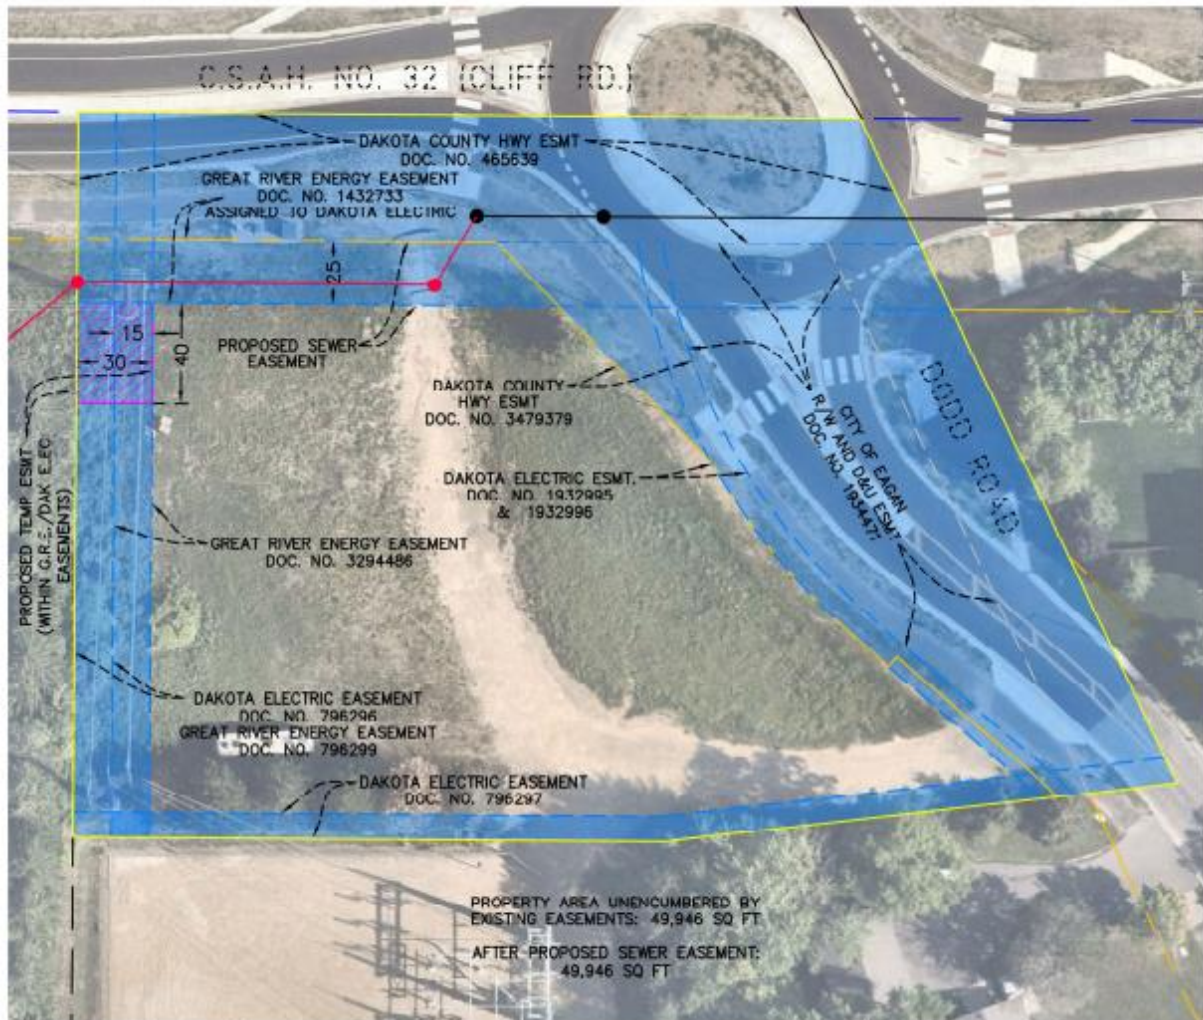 C.S.A.H. NO. 32 (CLIFF RD.)
DAKOTA COUNTY HWY ESMT
DOC. NO. 465639
GREAT RIVER ENERGY EASEMENT
DOC. NO. 1432733
ASSIGNED TO DAKOTA ELECTRIC
25
15
30
40
PROPOSED SEWER
EASEMENT
DAKOTA COUNTY
HWY ESMT
DOC. NO. 3479379
DODD ROAD
CITY OF EAGAN
R/W AND D&U ESMT
DOC. NO. 1934471
DAKOTA ELECTRIC ESMT.
DOC. NO. 1932995
& 1932996
PROPOSED TEMP ESMT
(WITHIN G.R.E./DAK ELEC
EASEMENTS)
GREAT RIVER ENERGY EASEMENT
DOC. NO. 3294486
DAKOTA ELECTRIC EASEMENT
DOC. NO. 796296
GREAT RIVER ENERGY EASEMENT
DOC. NO. 796299
DAKOTA ELECTRIC EASEMENT
DOC. NO. 796297
PROPERTY AREA UNENCUMBERED BY
EXISTING EASEMENTS: 49,946 SQ FT
AFTER PROPOSED SEWER EASEMENT:
49,946 SQ FT